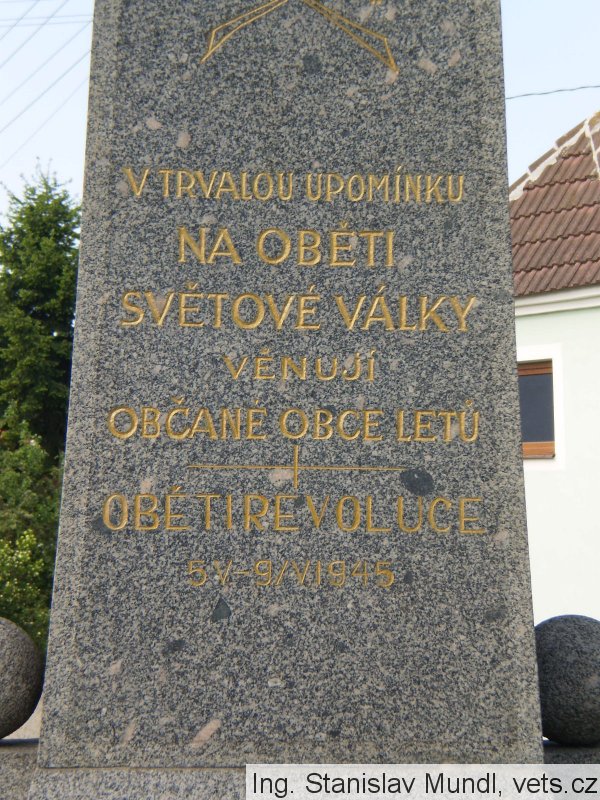 V TRVALOU UPOMÍNKU
NA OBĚTI
SVĚTOVÉ VÁLKY
VĚNUJÍ
OBČANÉ OBCE LETŮ
OBĚTI REVOLUCE
5/V-9/V 1945
Ing. Stanislav Mundl, vets.cz